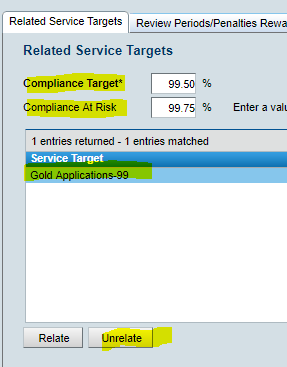 Related Service Targets Review Periods/Penalties Rewa
Related Service Targets
Compliance Target* 99.50 %
Compliance At Risk 99.75 % Enter a valu
1 entries returned - 1 entries matched
Service Target
Gold Applications-99
Relate Unrelate